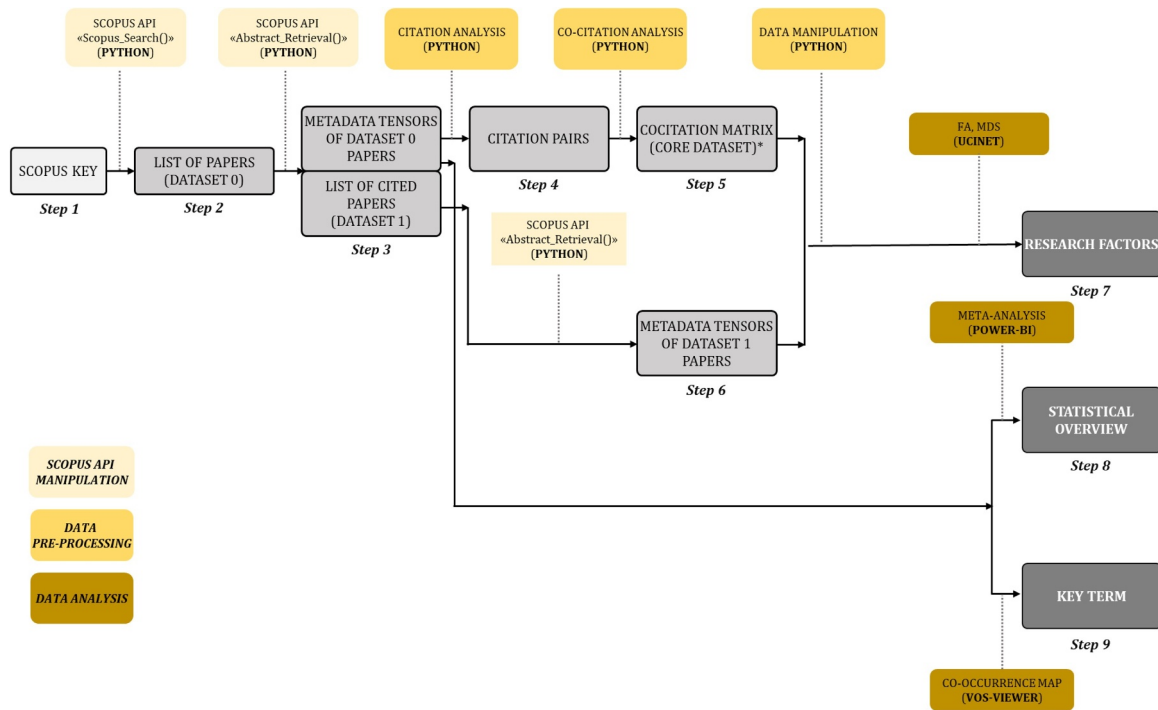 SCOPUS API
«Scopus_Search()»
(PYTHON)
SCOPUS API
«Abstract_Retrieval()»
(PYTHON)
CITATION ANALYSIS
(PYTHON)
CO-CITATION ANALYSIS
(PYTHON)
DATA MANIPULATION
(PYTHON)
SCOPUS KEY
Step 1
LIST OF PAPERS
(DATASET 0)
Step 2
METADATA TENSORS
OF DATASET 0
PAPERS
LIST OF CITED
PAPERS
(DATASET 1)
Step 3
CITATION PAIRS
Step 4
COCITATION MATRIX
(CORE DATASET)*
Step 5
FA, MDS
(UCINET)
SCOPUS API
«Abstract_Retrieval()»
(PYTHON)
RESEARCH FACTORS
Step 7
METADATA TENSORS
OF DATASET 1
PAPERS
Step 6
META-ANALYSIS
(POWER-BI)
STATISTICAL
OVERVIEW
Step 8
SCOPUS API
MANIPULATION
DATA
PRE-PROCESSING
DATA ANALYSIS
KEY TERM
Step 9
CO-OCCURRENCE MAP
(VOS-VIEWER)